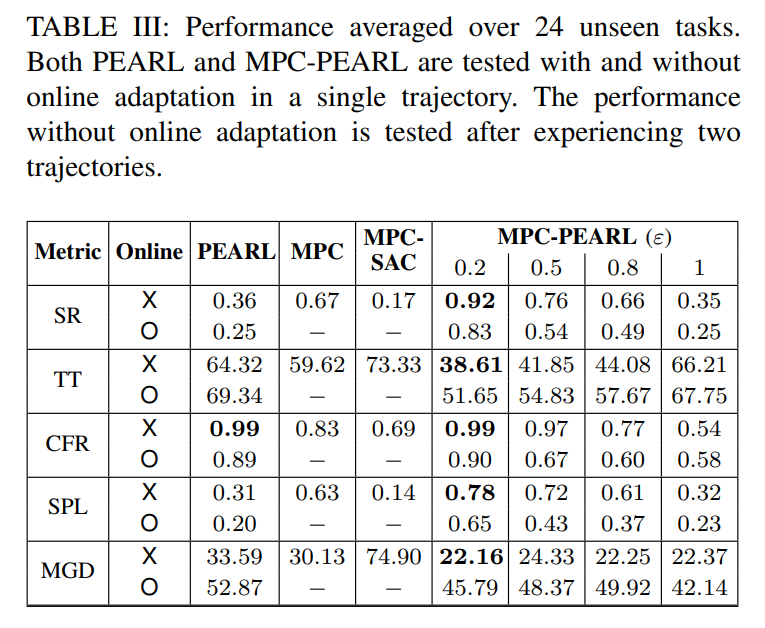 TABLE III: Performance averaged over 24 unseen tasks.
Both PEARL and MPC-PEARL are tested with and without
online adaptation in a single trajectory. The performance
without online adaptation is tested after experiencing two
trajectories.
Metric Online PEARL MPC MPC-SAC MPC-PEARL (ε)
0.2 0.5 0.8 1
SR X 0.36 0.67 0.17 0.92 0.76 0.66 0.35
O 0.25 − − 0.83 0.54 0.49 0.25
TT X 64.32 59.62 73.33 38.61 41.85 44.08 66.21
O 69.34 − − 51.65 54.83 57.67 67.75
CFR X 0.99 0.83 0.69 0.99 0.97 0.77 0.54
O 0.89 − − 0.90 0.67 0.60 0.58
SPL X 0.31 0.63 0.14 0.78 0.72 0.61 0.32
O 0.20 − − 0.65 0.43 0.37 0.23
MGD X 33.59 30.13 74.90 22.16 24.33 22.25 22.37
O 52.87 − − 45.79 48.37 49.92 42.14